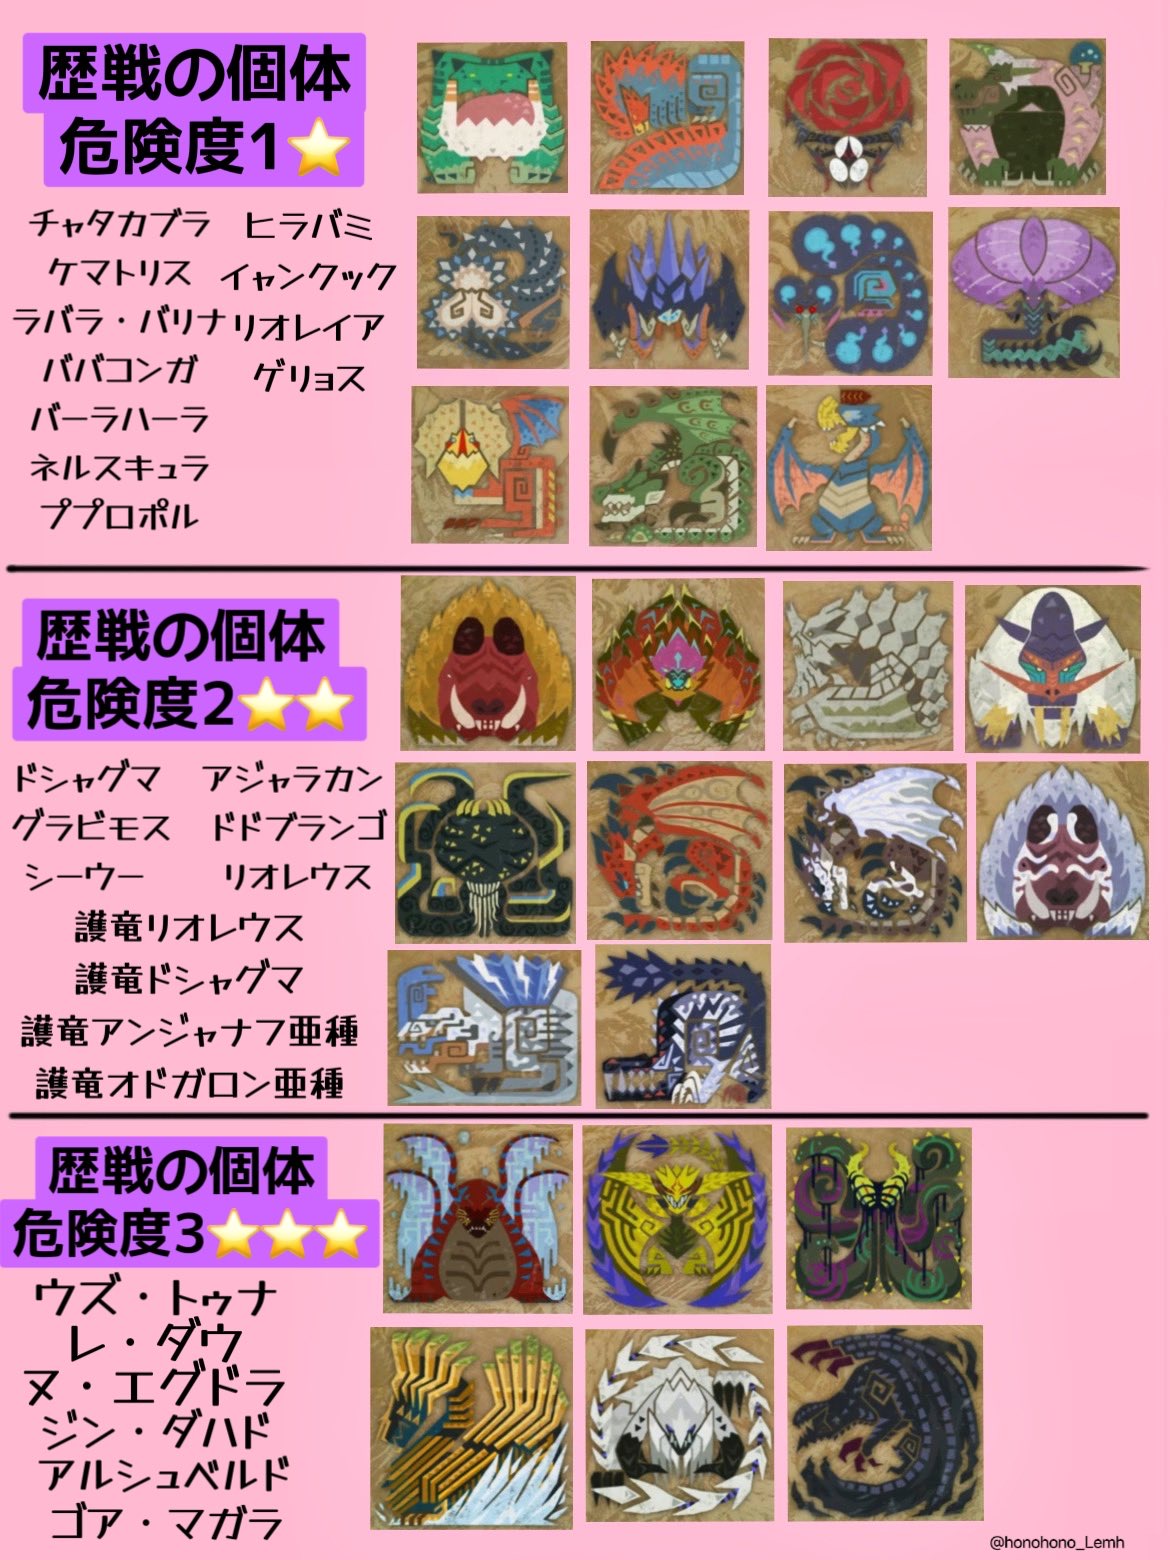 歴戦の個体
危険度1⭐
チャタカブラ
ケマトリス
ラバラ・バリナ
ババコンガ
バーラハーラ
ネルスキュラ
ププロポル
ヒラバミ
イャンクック
リオレイア
ゲリョス
歴戦の個体
危険度2⭐⭐
ドシャグマ
グラビモス
シーウー
アジャラカン
ドドブランゴ
リオレウス
護竜リオレウス
護竜ドシャグマ
護竜アンジャナフ亜種
護竜オドガロン亜種
歴戦の個体
危険度3⭐⭐⭐
ウズ・トゥナ
レ・ダウ
ヌ・エグドラ
ジン・ダハド
アルシュベルド
ゴア・マガラ
@honohono_Lemh